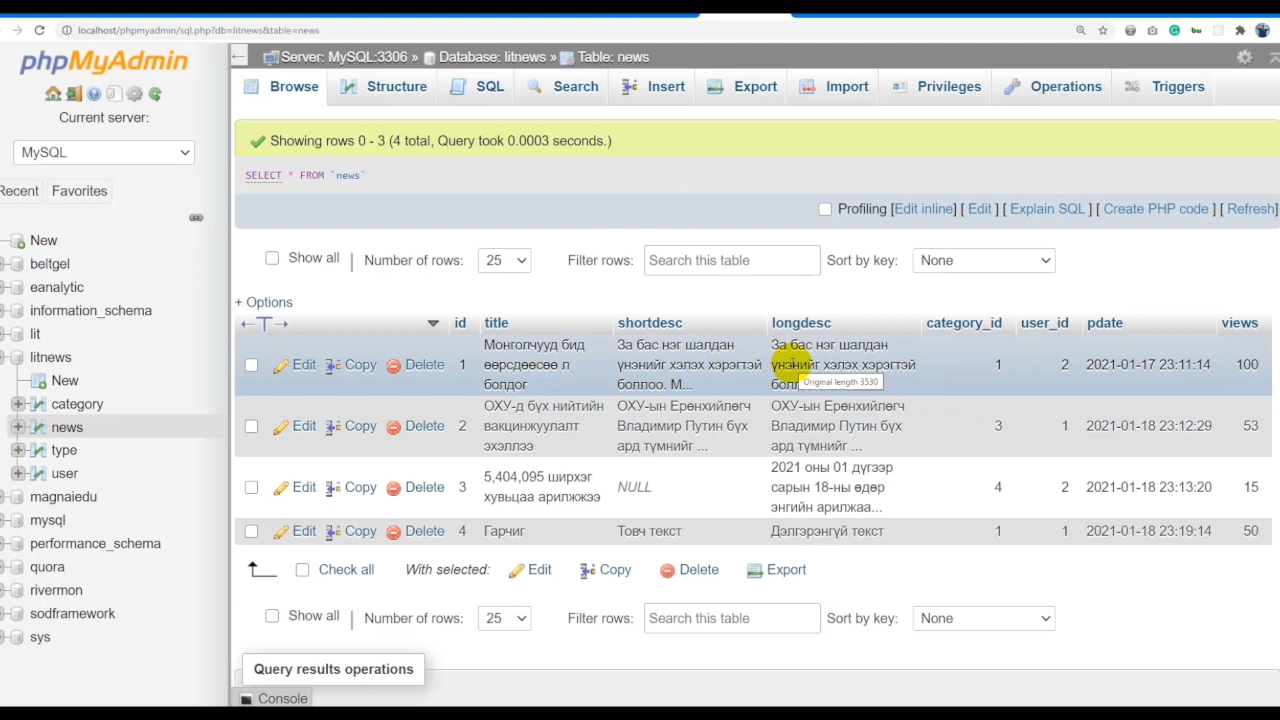 localhost/phpmyadmin/sql.php?db=litnews&table=news
phpMyAdmin
Current server:
MySQL
Recent Favorites
New
beltgel
eanalytic
information_schema
lit
litnews
New
category
news
type
user
magnaiedu
mysql
performance_schema
quora
rivermon
sodframework
sys
Server: MySQL:3306 » Database: litnews » Table: news
Browse Structure SQL Search Insert Export Import Privileges Operations Triggers
Showing rows 0 - 3 (4 total, Query took 0.0003 seconds.)
SELECT * FROM `news`
Profiling [Edit inline] [ Edit ] [ Explain SQL ] [ Create PHP code ] [ Refresh]
Show all Number of rows: 25 Filter rows: Search this table Sort by key: None
+ Options
id title shortdesc longdesc category_id user_id pdate views
Монголчууд бид За бас нэг шалдан За бас нэг шалдан
Edit Copy Delete 1 өөрсдөөсөө л үнэнийг хэлэх хэрэгтэй үнэнийг хэлэх хэрэгтэй 1 2 2021-01-17 23:11:14 100
болдог боллоо. М...
Original length 3530
ОХУ-д бүх нийтийн ОХУ-ын Ерөнхийлөгч ОХУ-ын Ерөнхийлөгч
Edit Copy Delete 2 вакцинжуулалт Владимир Путин бүх Владимир Путин бүх 3 1 2021-01-18 23:12:29 53
эхэллээ ард түмнийг ... ард түмнийг ...
5,404,095 ширхэг 2021 оны 01 дүгээр
Edit Copy Delete 3 хувьцаа арилжжээ NULL сарын 18-ны өдөр 4 2 2021-01-18 23:13:20 15
энгийн арилжаа...
Edit Copy Delete 4 Гарчиг Товч текст Дэлгэрэнгүй текст 1 1 2021-01-18 23:19:14 50
Check all With selected: Edit Copy Delete Export
Show all Number of rows: 25 Filter rows: Search this table Sort by key: None
Query results operations
Console